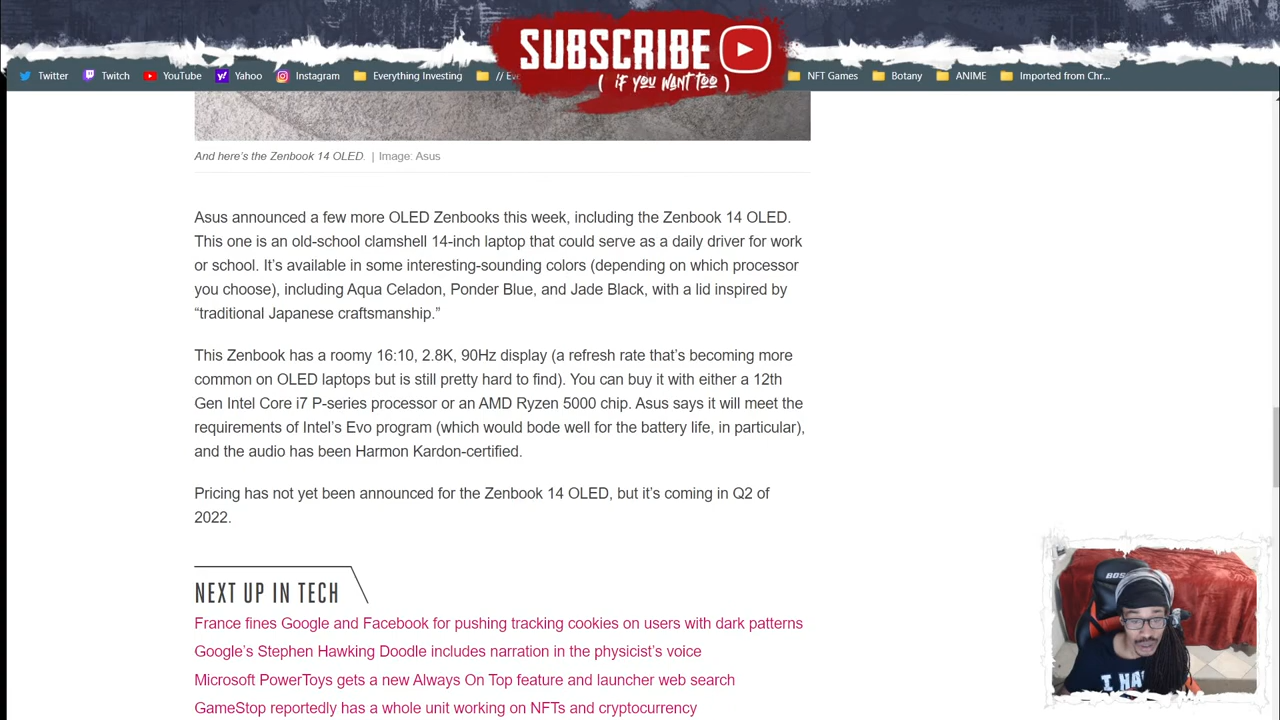 SUBSCRIBE
( if you want too )
Twitter Twitch YouTube Yahoo Instagram Everything Investing NFT Games Botany ANIME Imported from Chr...
And here's the Zenbook 14 OLED. | Image: Asus
Asus announced a few more OLED Zenbooks this week, including the Zenbook 14 OLED.
This one is an old-school clamshell 14-inch laptop that could serve as a daily driver for work
or school. It's available in some interesting-sounding colors (depending on which processor
you choose), including Aqua Celadon, Ponder Blue, and Jade Black, with a lid inspired by
“traditional Japanese craftsmanship.”
This Zenbook has a roomy 16:10, 2.8K, 90Hz display (a refresh rate that's becoming more
common on OLED laptops but is still pretty hard to find). You can buy it with either a 12th
Gen Intel Core i7 P-series processor or an AMD Ryzen 5000 chip. Asus says it will meet the
requirements of Intel's Evo program (which would bode well for the battery life, in particular),
and the audio has been Harmon Kardon-certified.
Pricing has not yet been announced for the Zenbook 14 OLED, but it's coming in Q2 of
2022.
NEXT UP IN TECH
France fines Google and Facebook for pushing tracking cookies on users with dark patterns
Google's Stephen Hawking Doodle includes narration in the physicist's voice
Microsoft PowerToys gets a new Always On Top feature and launcher web search
GameStop reportedly has a whole unit working on NFTs and cryptocurrency
I HA